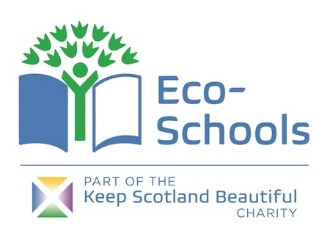 Eco-
Schools
PART OF THE
Keep Scotland Beautiful
CHARITY